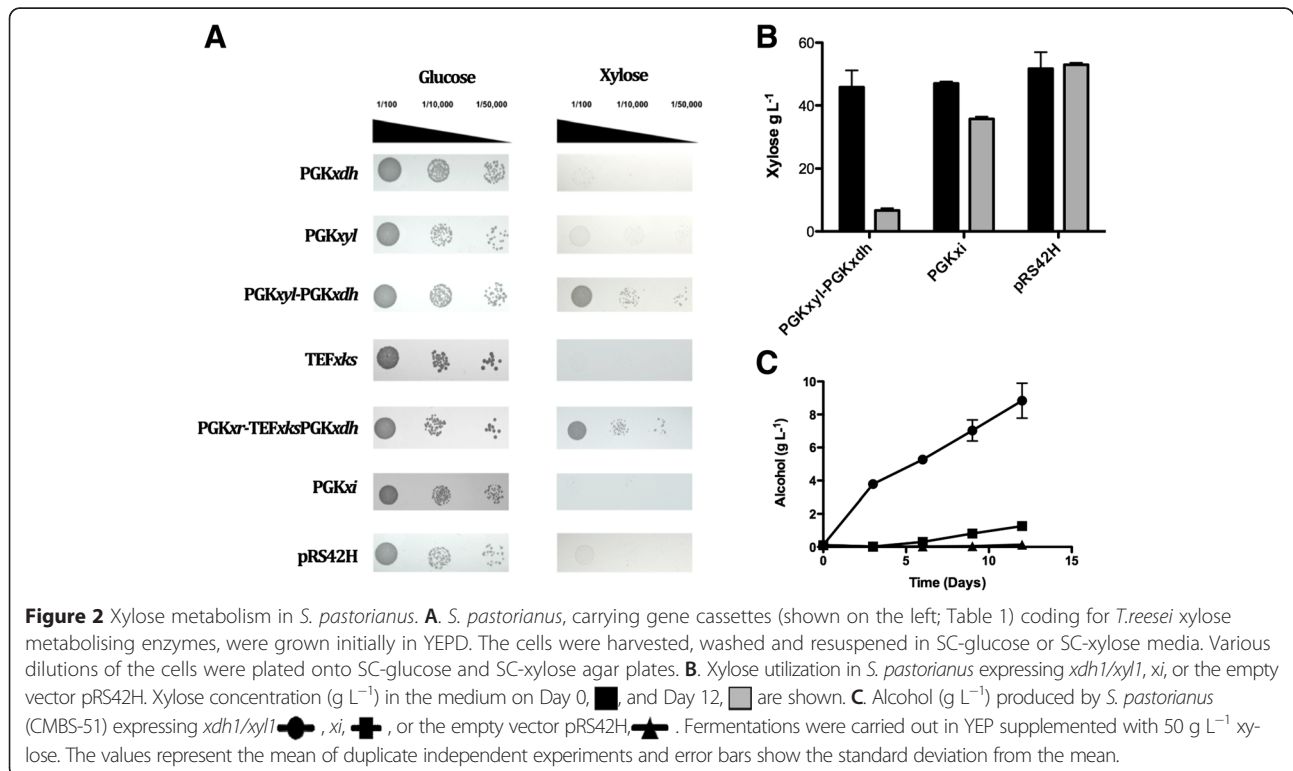 A
Glucose
Xylose
1/100 1/10,000 1/50,000
1/100 1/10,000 1/50,000
PGKxdh
PGKxyl
PGKxyl-PGKxdh
TEFxks
PGKxr-TEFxksPGKxdh
PGKxi
pRS42H
B
Xylose g L-1
60
40
20
0
PGKxyl-PGKxdh
PGKxi
pRS42H
C
Alcohol (g L-1)
10
8
6
4
2
0
0 5 10 15
Time (Days)
Figure 2 Xylose metabolism in S. pastorianus. A. S. pastorianus, carrying gene cassettes (shown on the left; Table 1) coding for T.reesei xylose
metabolising enzymes, were grown initially in YEPD. The cells were harvested, washed and resuspened in SC-glucose or SC-xylose media. Various
dilutions of the cells were plated onto SC-glucose and SC-xylose agar plates. B. Xylose utilization in S. pastorianus expressing xdh1/xyl1, xi, or the empty
vector pRS42H. Xylose concentration (g L−1) in the medium on Day 0, , and Day 12, are shown. C. Alcohol (g L−1) produced by S. pastorianus
(CMBS-51) expressing xdh1/xyl1 , xi, , or the empty vector pRS42H, . Fermentations were carried out in YEP supplemented with 50 g L−1 xy-
lose. The values represent the mean of duplicate independent experiments and error bars show the standard deviation from the mean.